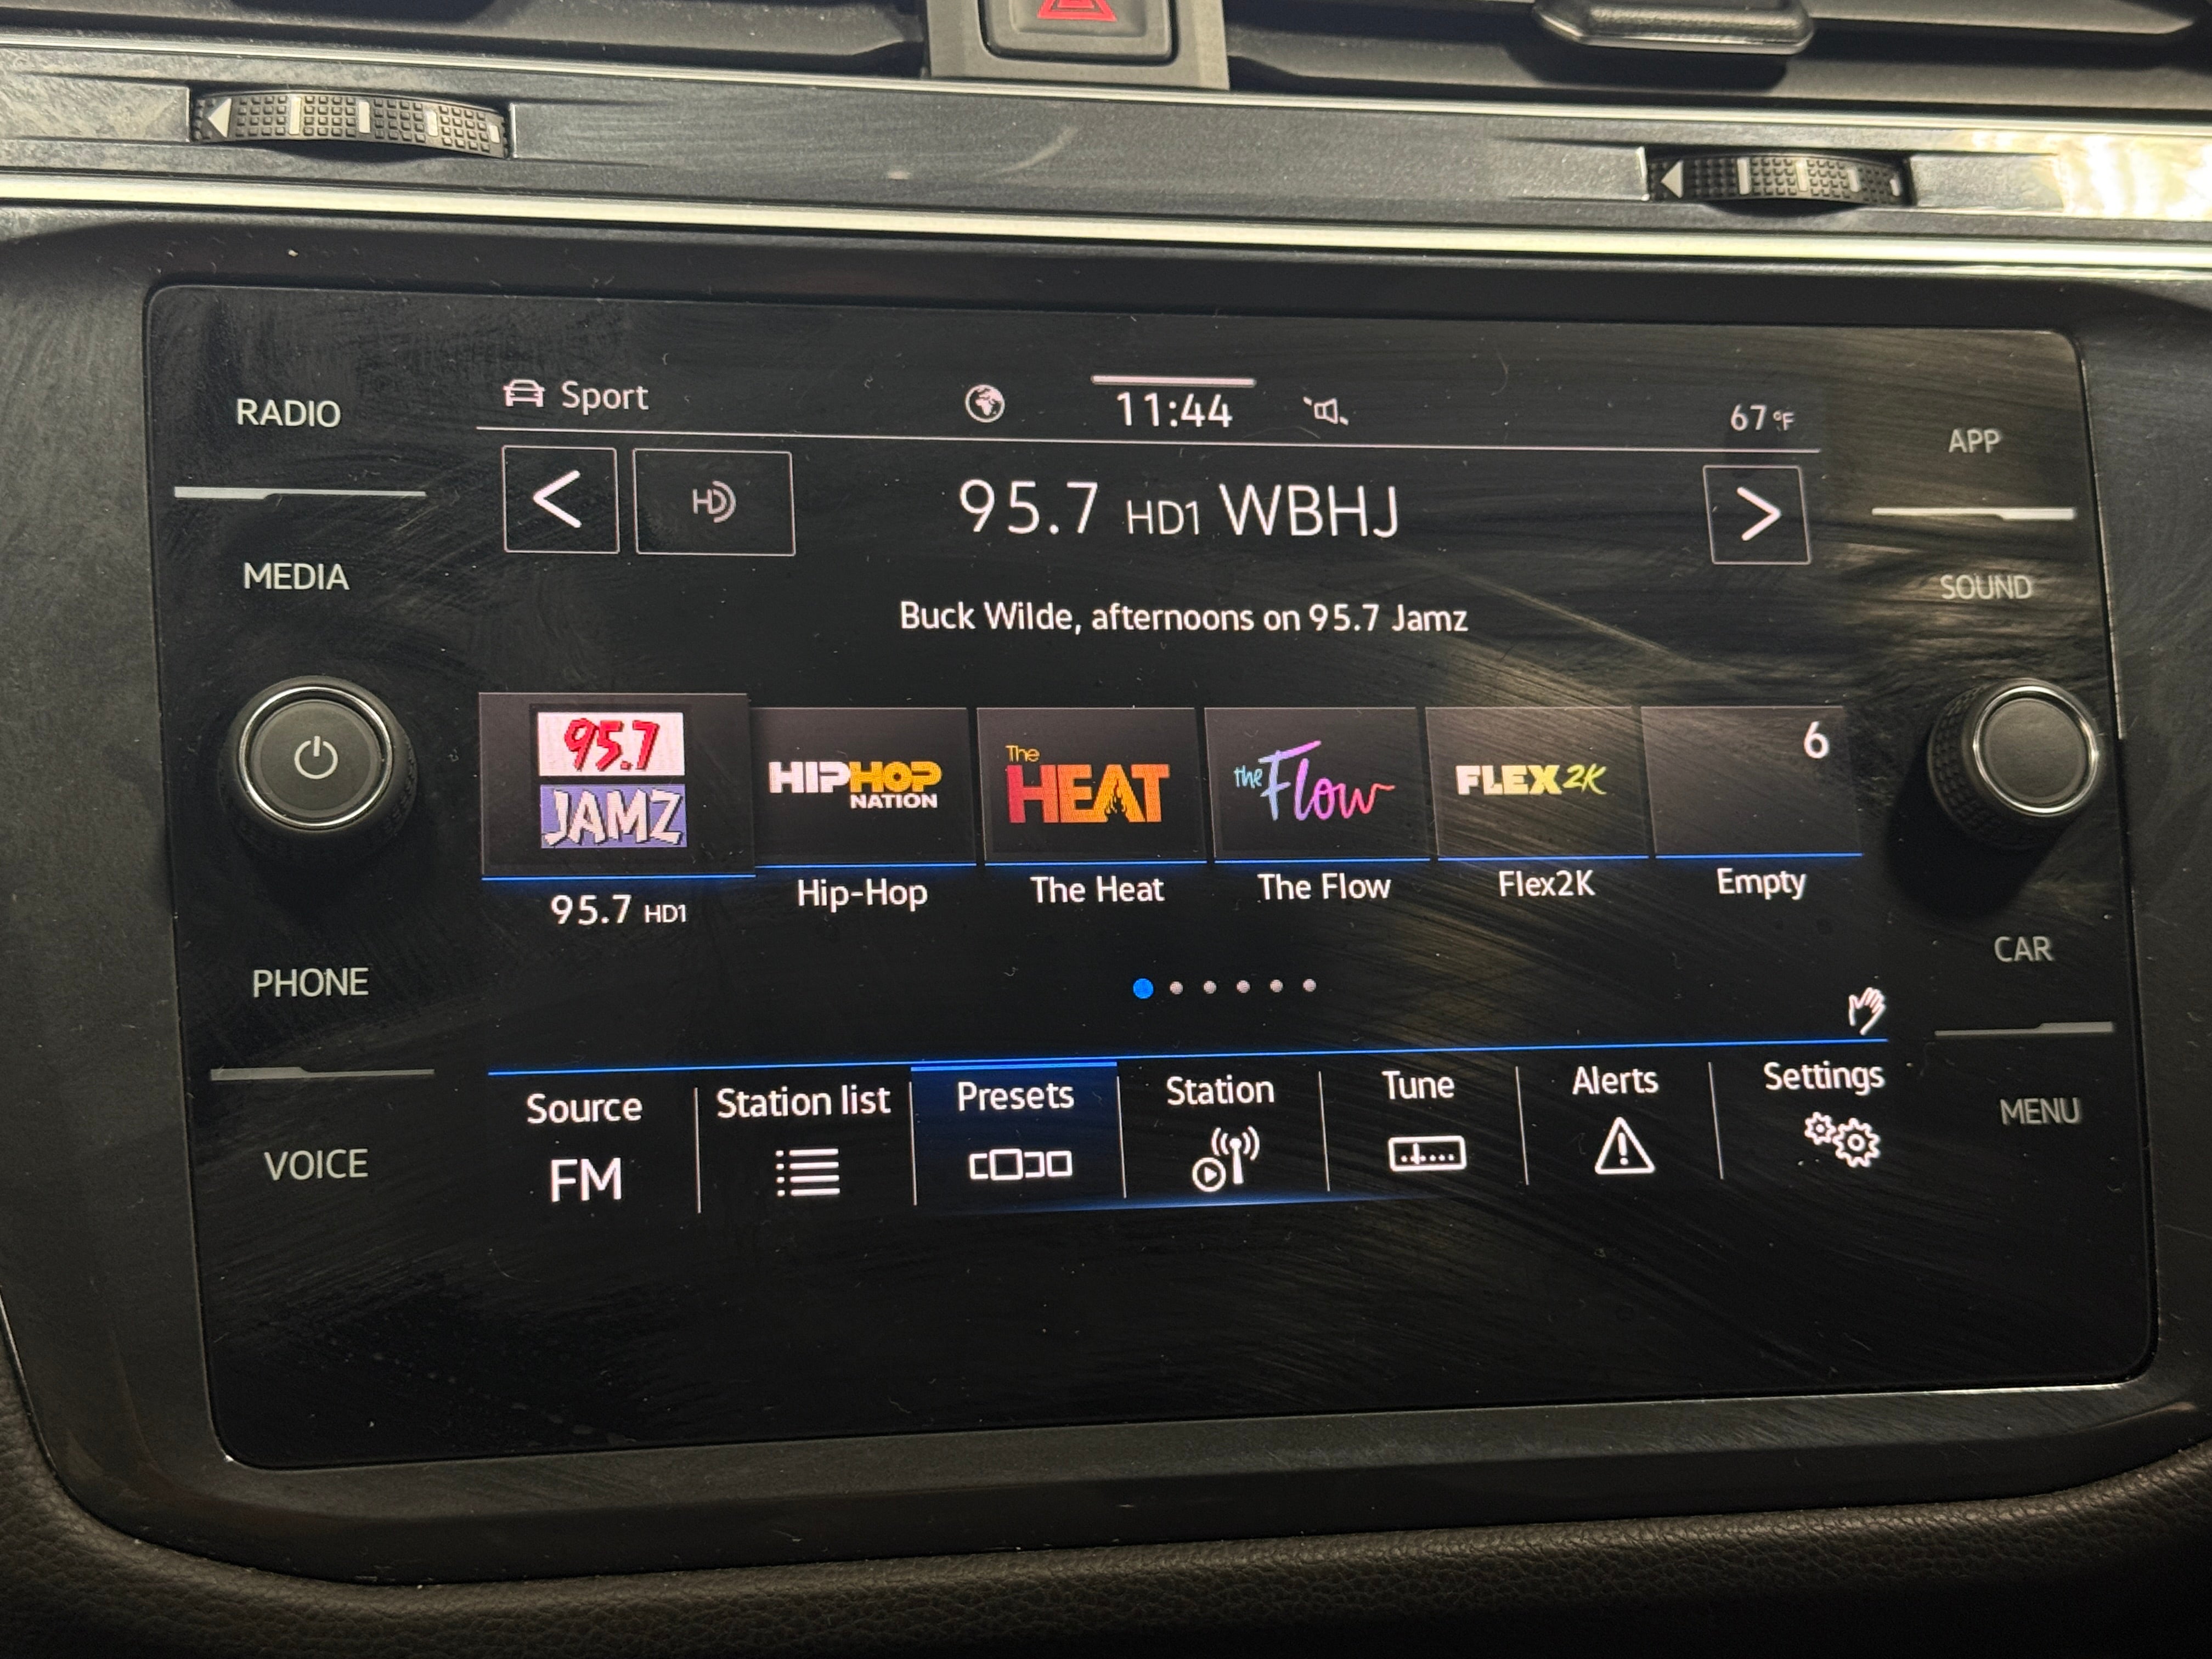 RADIO
MEDIA
PHONE
VOICE
Sport
11:44
67 °F
HD
95.7 HD1 WBHJ
Buck Wilde, afternoons on 95.7 Jamz
95.7
JAMZ
HIPHOP
NATION
The
HEAT
the Flow
FLEX2K
6
95.7 HD1
Hip-Hop
The Heat
The Flow
Flex2K
Empty
Source
FM
Station list
Presets
Station
Tune
Alerts
Settings
APP
SOUND
CAR
MENU